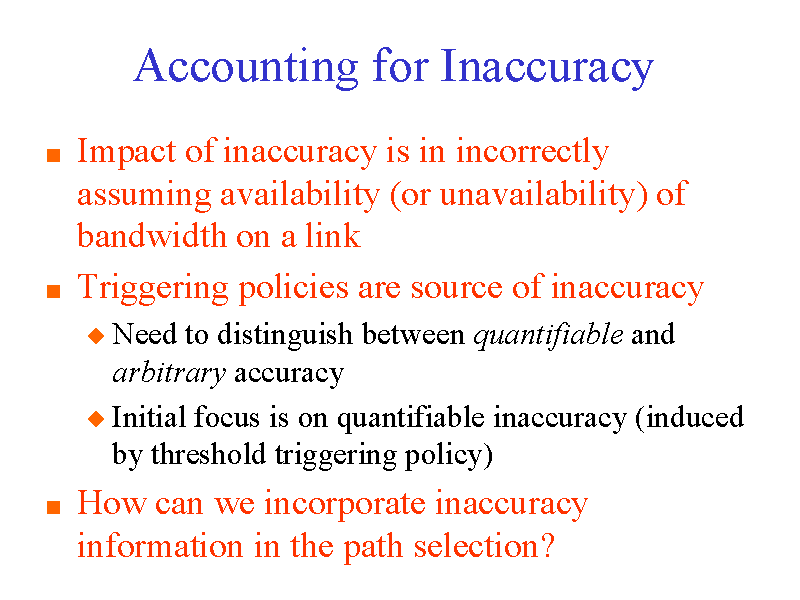 Accounting for Inaccuracy
Impact of inaccuracy is in incorrectly
assuming availability (or unavailability) of
bandwidth on a link
Triggering policies are source of inaccuracy
Need to distinguish between quantifiable and
arbitrary accuracy
Initial focus is on quantifiable inaccuracy (induced
by threshold triggering policy)
How can we incorporate inaccuracy
information in the path selection?